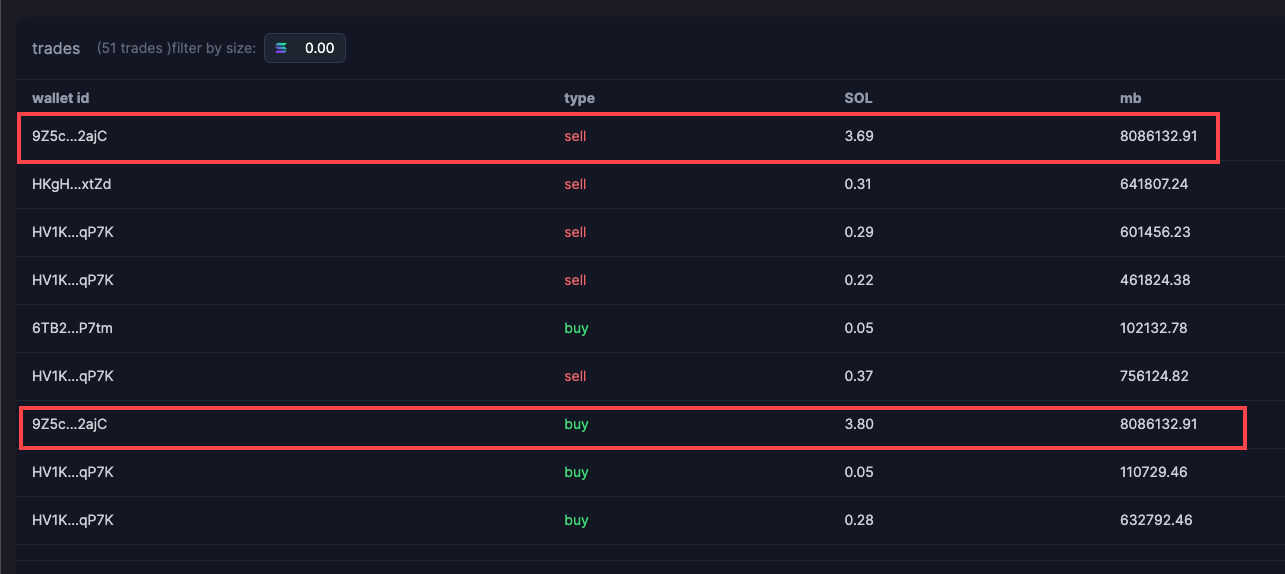 trades (51 trades )filter by size: 0.00
wallet id type SOL mb
9Z5c...2ajC sell 3.69 8086132.91
HKgH...xtZd sell 0.31 641807.24
HV1K...qP7K sell 0.29 601456.23
HV1K...qP7K sell 0.22 461824.38
6TB2...P7tm buy 0.05 102132.78
HV1K...qP7K sell 0.37 756124.82
9Z5c...2ajC buy 3.80 8086132.91
HV1K...qP7K buy 0.05 110729.46
HV1K...qP7K buy 0.28 632792.46